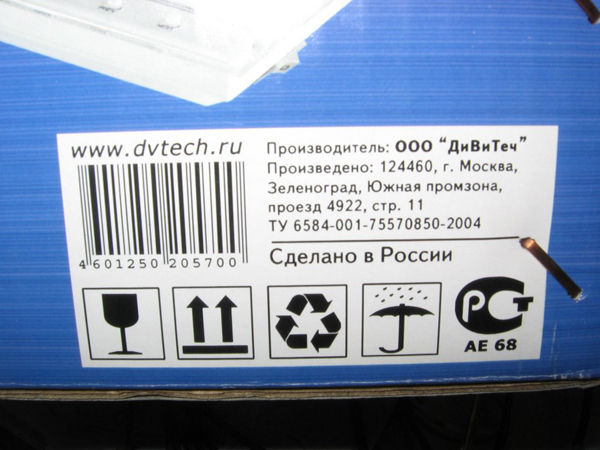 www.dvtech.ru
4 601250 205700
Производитель: ООО "ДиВиТеч"
Произведено: 124460, г. Москва,
Зеленоград, Южная промзона,
проезд 4922, стр. 11
ТУ 6584-001-75570850-2004
Сделано в России
РСТ
АЕ 68